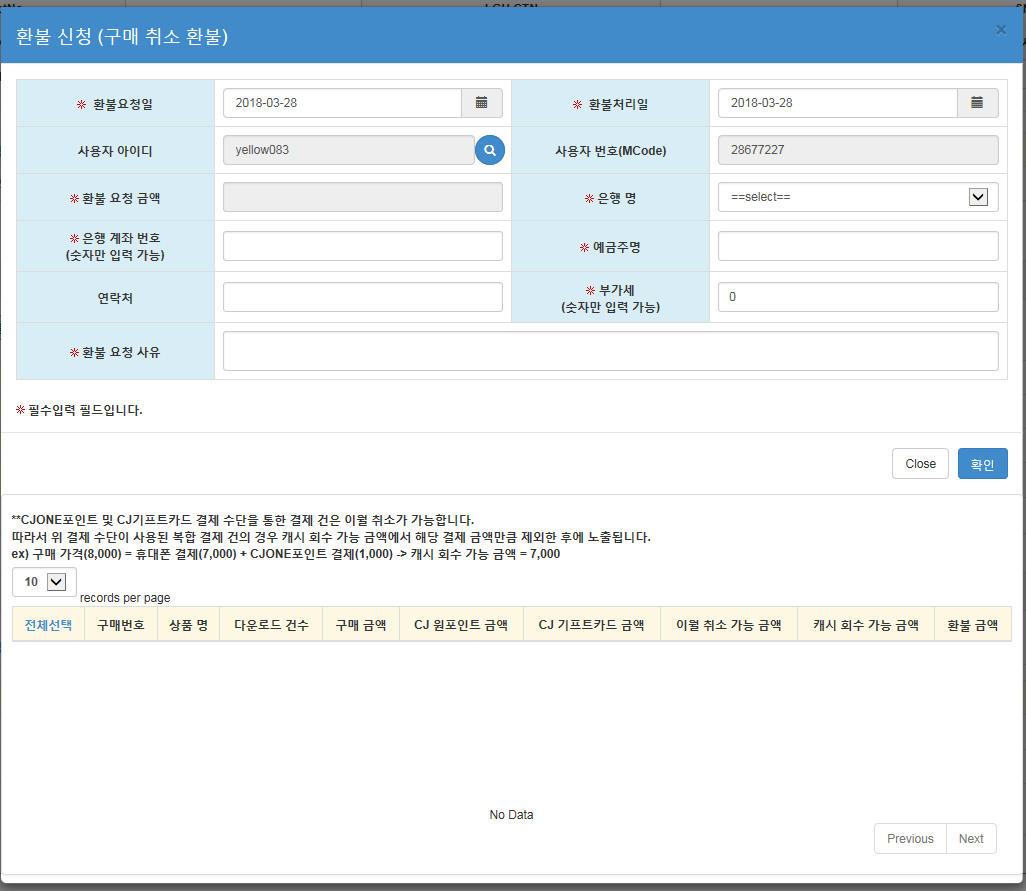 환불 신청 (구매 취소 환불)
×
※ 환불요청일
2018-03-28
※ 환불처리일
2018-03-28
사용자 아이디
yellow083
사용자 번호(MCode)
28677227
※ 환불 요청 금액
※ 은행 명
==select==
※ 은행 계좌 번호
(숫자만 입력 가능)
※ 예금주명
연락처
※ 부가세
(숫자만 입력 가능)
0
※ 환불 요청 사유
※ 필수입력 필드입니다.
Close
확인
**CJONE포인트 및 CJ기프트카드 결제 수단을 통한 결제 건은 이월 취소가 가능합니다.
따라서 위 결제 수단이 사용된 복합 결제 건의 경우 캐시 회수 가능 금액에서 해당 결제 금액만큼 제외한 후에 노출됩니다.
ex) 구매 가격(8,000) = 휴대폰 결제(7,000) + CJONE포인트 결제(1,000) -> 캐시 회수 가능 금액 = 7,000
10
records per page
전체선택 구매번호 상품 명 다운로드 건수 구매 금액 CJ 원포인트 금액 CJ 기프트카드 금액 이월 취소 가능 금액 캐시 회수 가능 금액 환불 금액
No Data
Previous Next